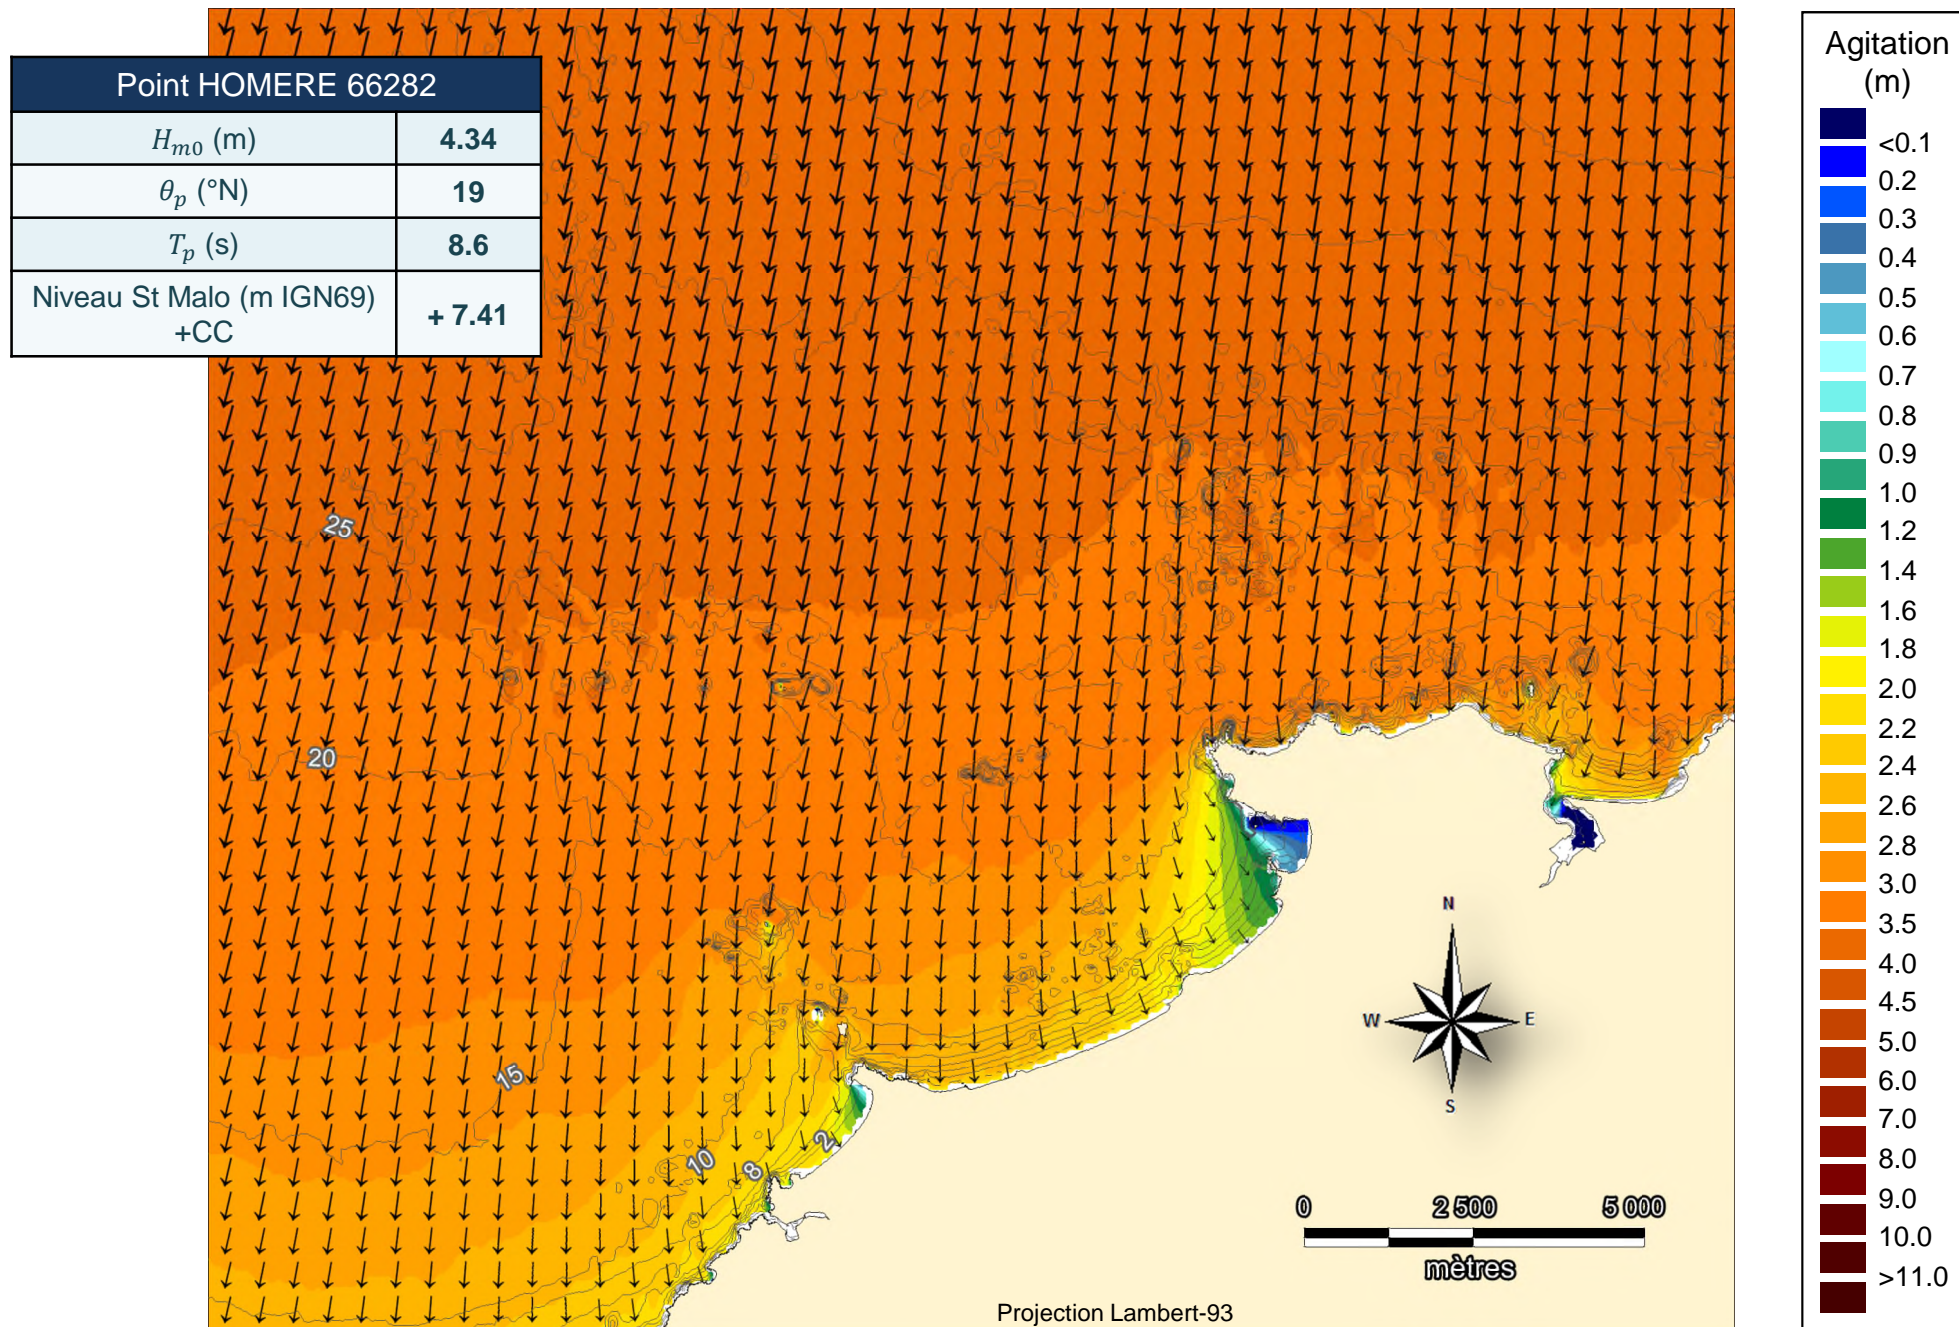 Point HOMERE 66282
H_m0 (m) 4.34
θ_p (°N) 19
T_p (s) 8.6
Niveau St Malo (m IGN69)
+CC + 7.41
Agitation
(m)
<0.1
0.2
0.3
0.4
0.5
0.6
0.7
0.8
0.9
1.0
1.2
1.4
1.6
1.8
2.0
2.2
2.4
2.6
2.8
3.0
3.5
4.0
4.5
5.0
6.0
7.0
8.0
9.0
10.0
>11.0
25
20
15
10
8
2
N
W
E
S
0 2 500 5 000
mètres
Projection Lambert-93